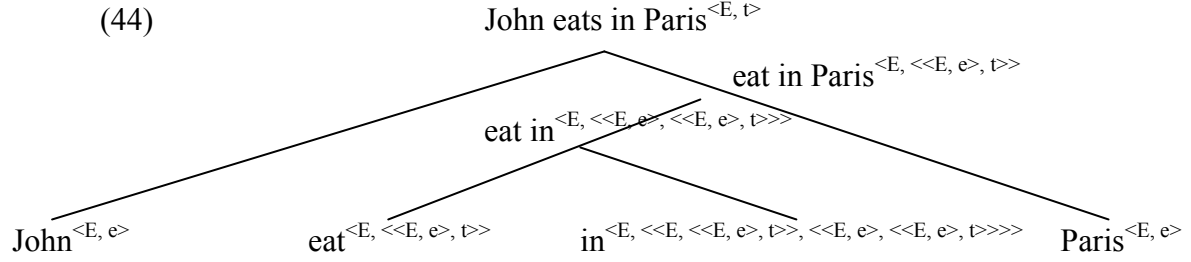 (44)
John eats in Paris<E, t>
eat in Paris<E, <<E, e>, t>>
eat in<E, <<E, e>, <<E, e>, t>>>
John<E, e> eat<E, <<E, e>, t>> in<E, <<E, <<E, e>, t>>, <<E, e>, <<E, e>, t>>>> Paris<E, e>